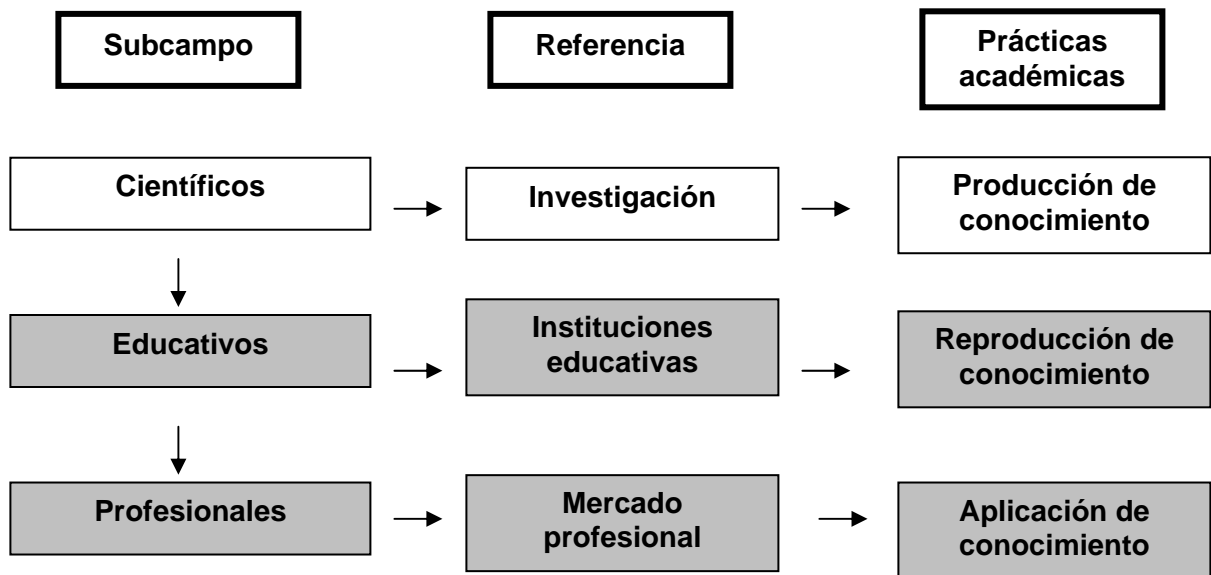 Subcampo
Referencia
Prácticas
académicas
Científicos
Investigación
Producción de
conocimiento
Educativos
Instituciones
educativas
Reproducción de
conocimiento
Profesionales
Mercado
profesional
Aplicación de
conocimiento